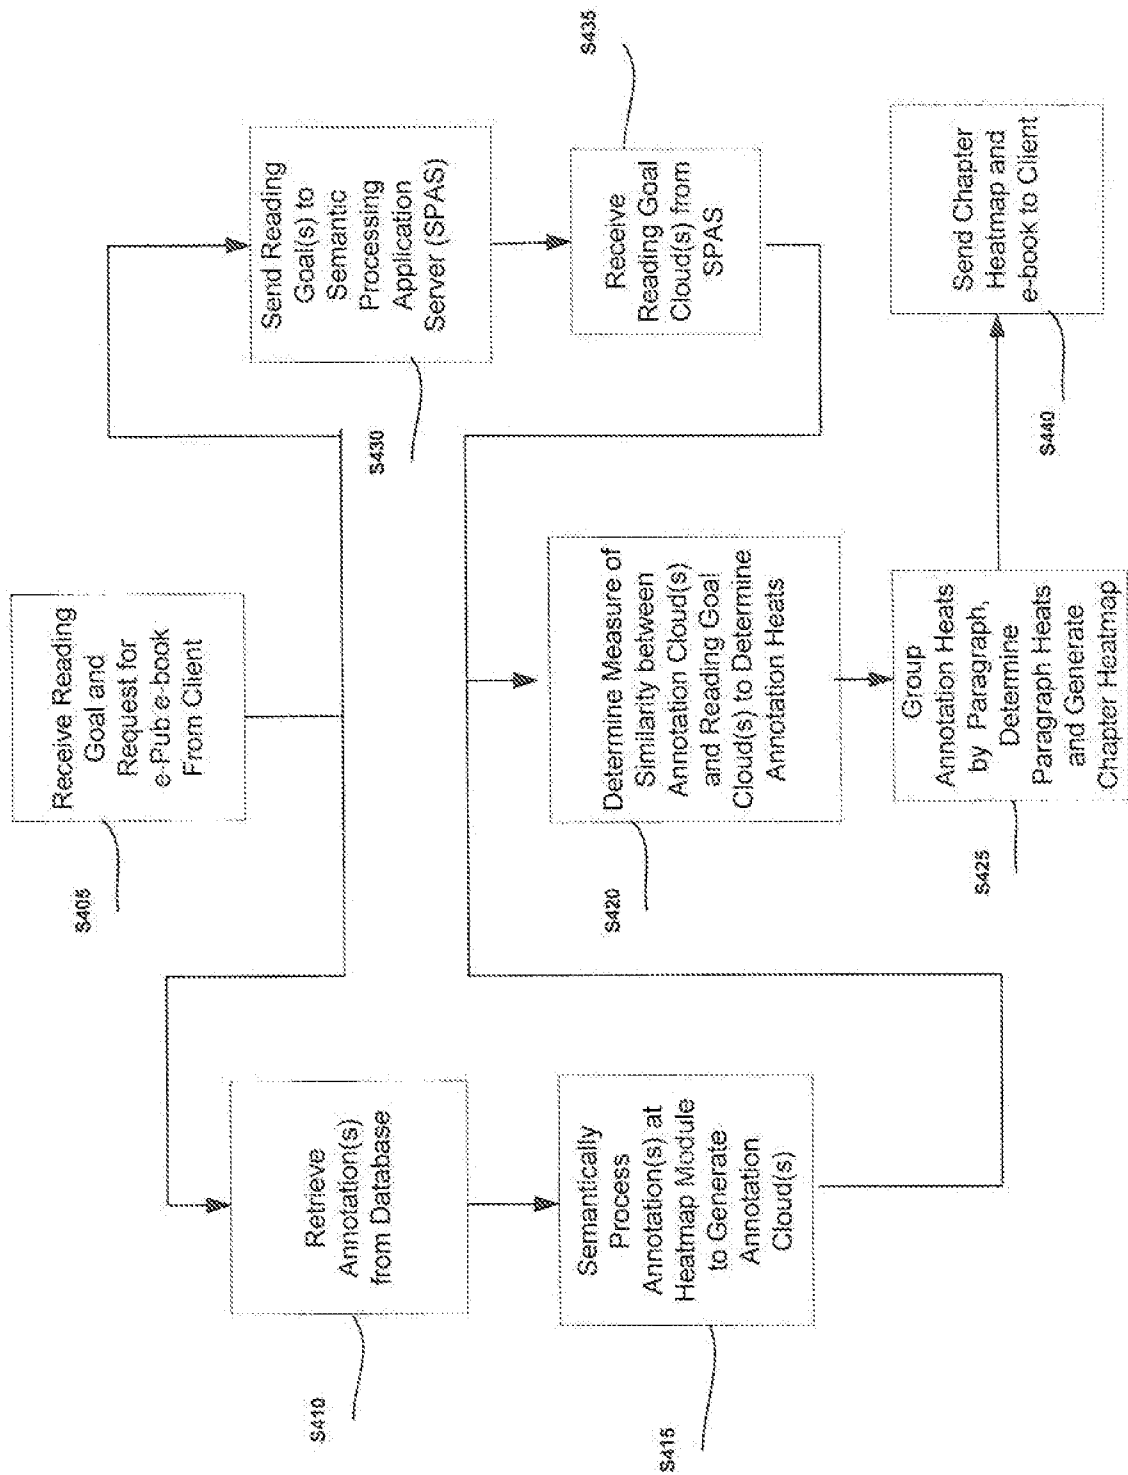 S405
Receive Reading
Goal and
Request for
e-Pub e-book
From Client
S410
Retrieve
Annotation(s)
from Database
S415
Semantically
Process
Annotation(s) at
Heatmap Module
to Generate
Annotation
Cloud(s)
S430
Send Reading
Goal(s) to
Semantic
Processing
Application
Server (SPAS)
S435
Receive
Reading Goal
Cloud(s) from
SPAS
S420
Determine Measure of
Similarity between
Annotation Cloud(s)
and Reading Goal
Cloud(s) to Determine
Annotation Heats
S425
Group
Annotation Heats
by Paragraph,
Determine
Paragraph Heats
and Generate
Chapter Heatmap
S440
Send Chapter
Heatmap and
e-book to Client